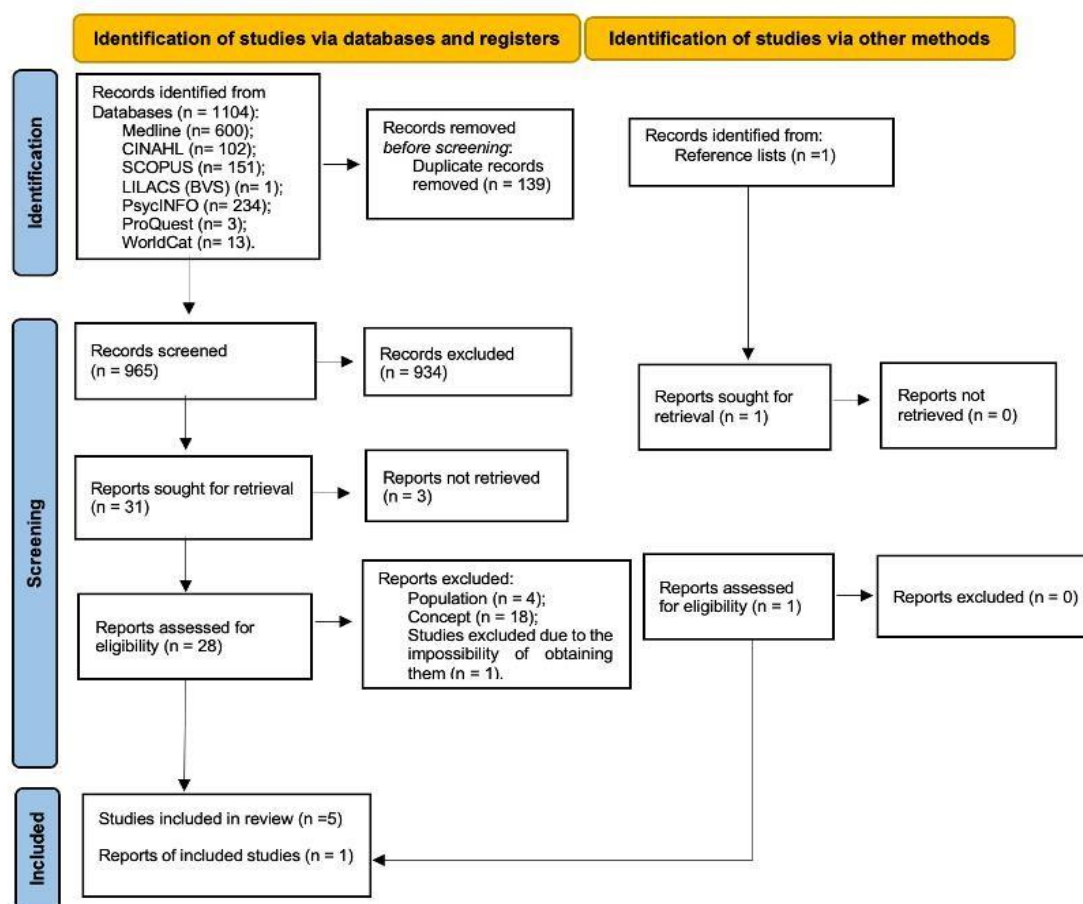 Identification of studies via databases and registers
Identification of studies via other methods
Identification
Records identified from
Databases (n = 1104):
Medline (n= 600);
CINAHL (n= 102);
SCOPUS (n= 151);
LILACS (BVS) (n= 1);
PsycINFO (n= 234);
ProQuest (n= 3);
WorldCat (n= 13).
Records removed
before screening:
Duplicate records
removed (n = 139)
Records identified from:
Reference lists (n =1)
Screening
Records screened
(n = 965)
Records excluded
(n = 934)
Reports sought for
retrieval (n = 1)
Reports not
retrieved (n = 0)
Reports sought for retrieval
(n = 31)
Reports not retrieved
(n = 3)
Reports assessed for
eligibility (n = 28)
Reports excluded:
Population (n = 4);
Concept (n = 18);
Studies excluded due to the
impossibility of obtaining
them (n = 1).
Reports assessed
for eligibility (n = 1)
Reports excluded (n = 0)
Included
Studies included in review (n =5)
Reports of included studies (n = 1)